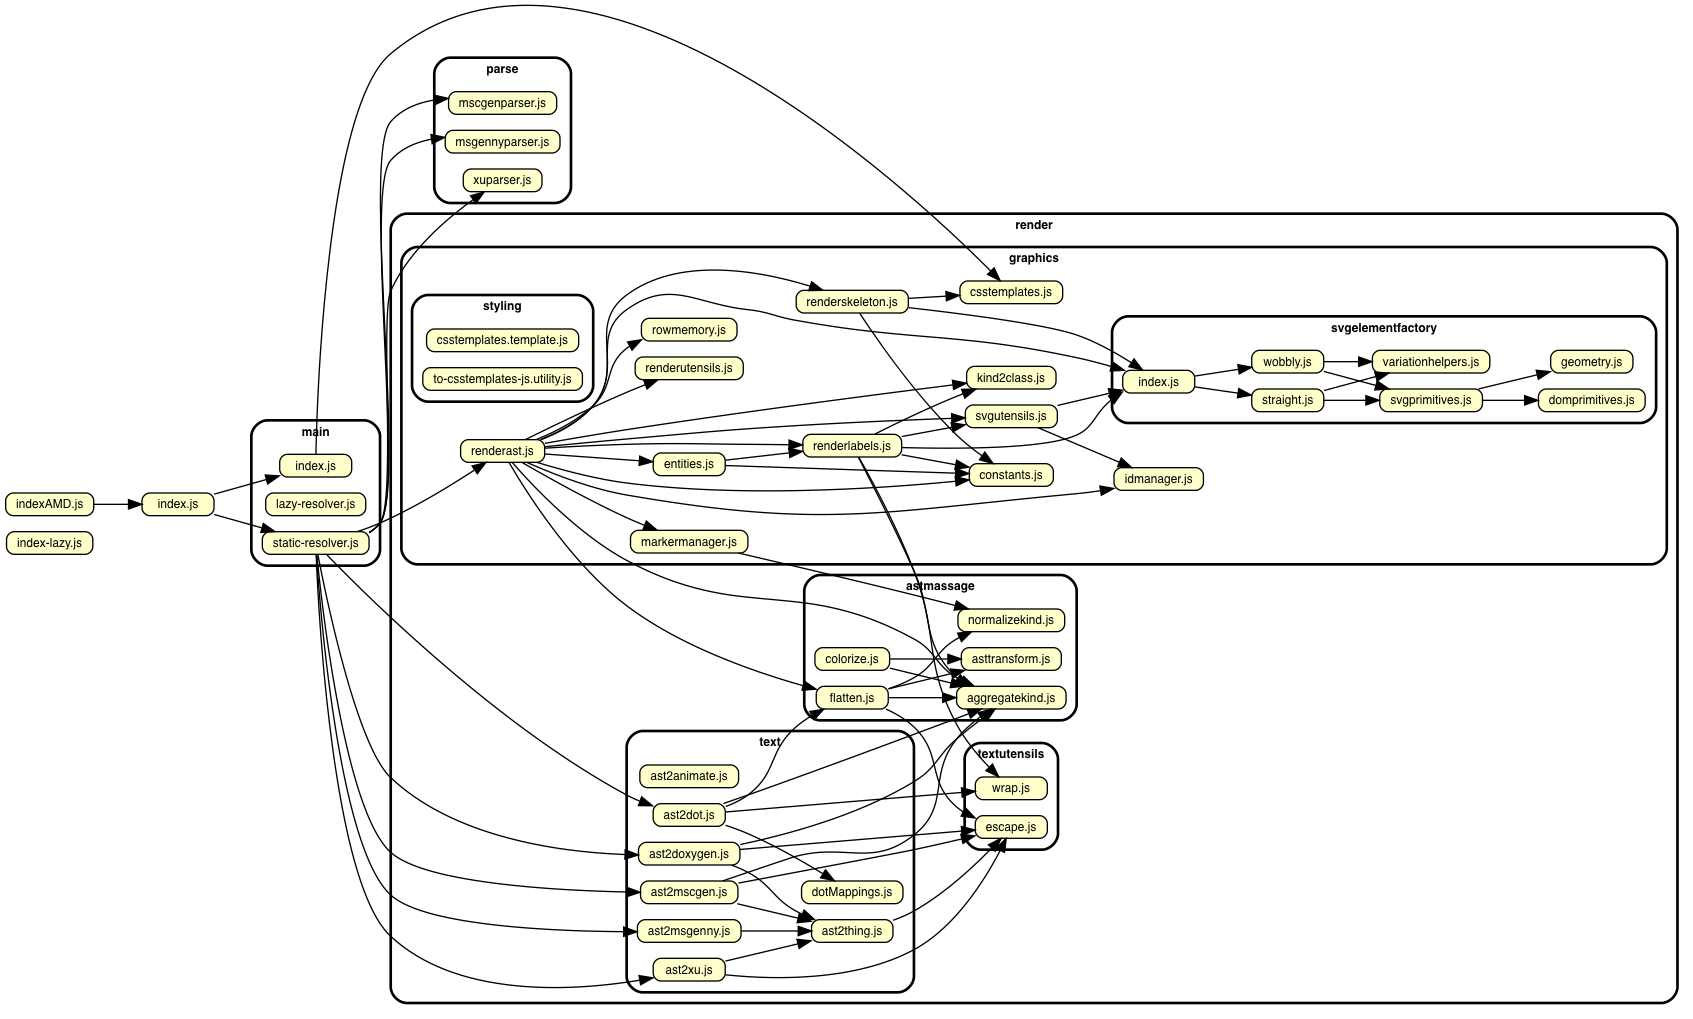 parse
mscgenparser.js
msgennyparser.js
xuparser.js
render
graphics
styling
csstemplates.template.js
to-csstemplates-js.utility.js
renderskeleton.js
csstemplates.js
rowmemory.js
renderutensils.js
svgelementfactory
wobbly.js
variationhelpers.js
geometry.js
index.js
straight.js
svgprimitives.js
domprimitives.js
kind2class.js
svgutensils.js
renderast.js
entities.js
renderlabels.js
constants.js
idmanager.js
markermanager.js
main
index.js
lazy-resolver.js
static-resolver.js
indexAMD.js
index.js
index-lazy.js
astmassage
normalizekind.js
colorize.js
asttransform.js
flatten.js
aggregatekind.js
text
ast2animate.js
ast2dot.js
ast2doxygen.js
ast2mscgen.js
dotMappings.js
ast2msgenny.js
ast2thing.js
ast2xu.js
textutensils
wrap.js
escape.js